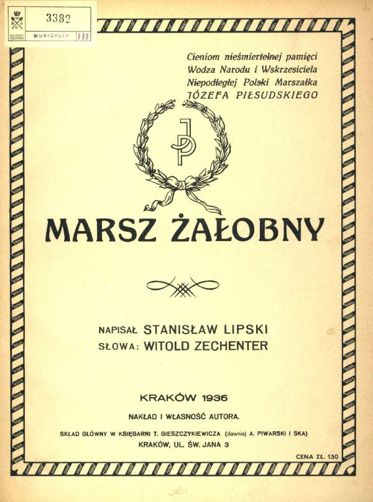 3382
MUSICALIA
Cieniom nieśmiertelnej pamięci
Wodza Narodu i Wskrzesiciela
Niepodległej Polski Marszałka
JÓZEFA PIŁSUDSKIEGO
JP
MARSZ ŻAŁOBNY
NAPISAŁ STANISŁAW LIPSKI
SŁOWA: WITOLD ZECHENTER
KRAKÓW 1936
NAKŁAD I WŁASNOŚĆ AUTORA.
SKŁAD GŁÓWNY W KSIĘGARNI T. GIESZCZYKIEWICZA (dawniej A. PIWARSKI I SKA)
KRAKÓW, UL. ŚW. JANA 3
CENA ZŁ. 1·50